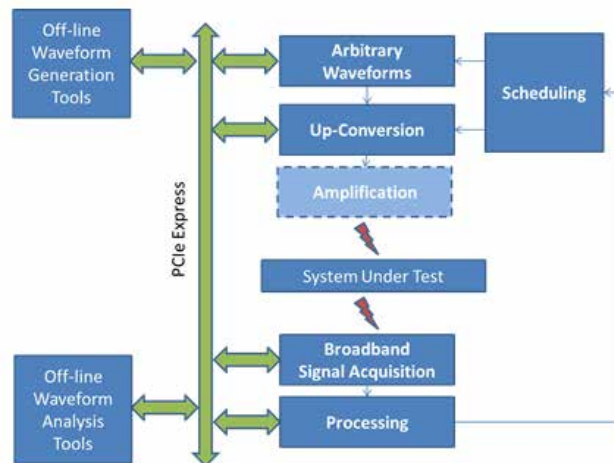 Off-line
Waveform
Generation
Tools
Arbitrary
Waveforms
Scheduling
Up-Conversion
Amplification
PCIe Express
System Under Test
Broadband
Signal Acquisition
Off-line
Waveform
Analysis
Tools
Processing